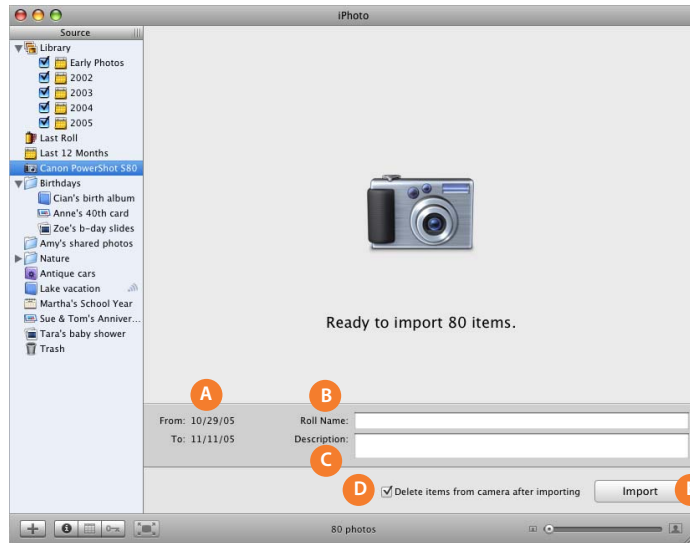 iPhoto
Source
Library
Early Photos
2002
2003
2004
2005
Last Roll
Last 12 Months
Canon PowerShot S80
Birthdays
Cian's birth album
Anne's 40th card
Zoe's b-day slides
Amy's shared photos
Nature
Antique cars
Lake vacation
Martha's School Year
Sue & Tom's Anniver...
Tara's baby shower
Trash
Ready to import 80 items.
A
B
From: 10/29/05
Roll Name:
To: 11/11/05
Description:
C
D
Delete items from camera after importing
Import
80 photos